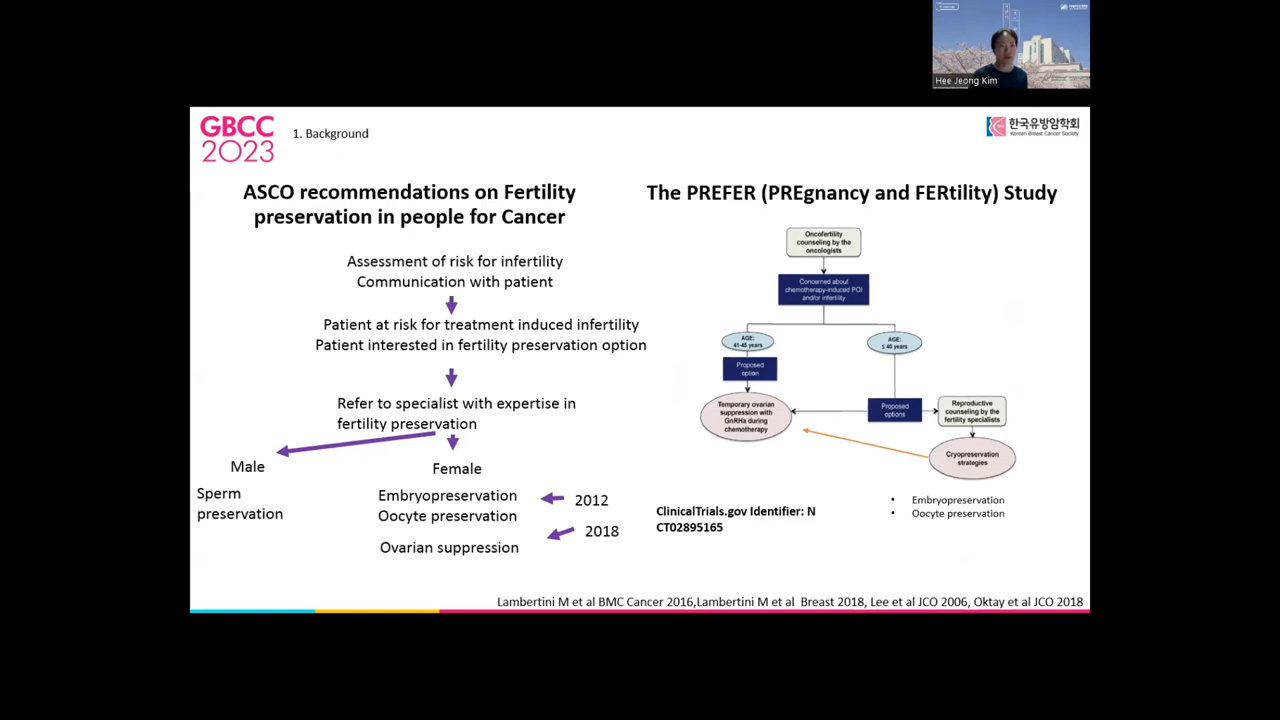 Hee Jeong Kim
GBCC
2023
1. Background
한국유방암학회
Korean Breast Cancer Society
ASCO recommendations on Fertility
preservation in people for Cancer
Assessment of risk for infertility
Communication with patient
Patient at risk for treatment induced infertility
Patient interested in fertility preservation option
Refer to specialist with expertise in
fertility preservation
Male
Female
Sperm
preservation
Embryopreservation
Oocyte preservation
2012
2018
Ovarian suppression
The PREFER (PREgnancy and FERtility) Study
Oncofertility
counseling by the
oncologists
Concerned about
chemotherapy-induced POI
and/or infertility
AGE:
41-45 years
AGE:
≤ 40 years
Proposed
option
Temporary ovarian
suppression with
GnRHa during
chemotherapy
Proposed
options
Reproductive
counseling by the
fertility specialists
Cryopreservation
strategies
• Embryopreservation
• Oocyte preservation
ClinicalTrials.gov Identifier: N
CT02895165
Lambertini M et al BMC Cancer 2016,Lambertini M et al Breast 2018, Lee et al JCO 2006, Oktay et al JCO 2018